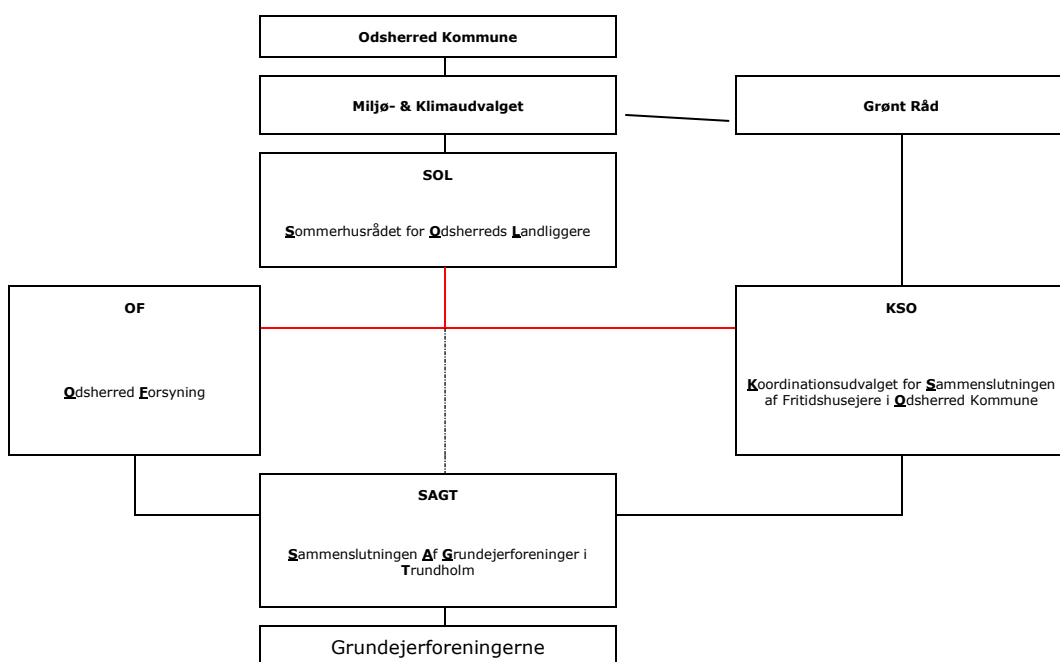 Odsherred Kommune
Miljø- & Klimaudvalget
Grønt Råd
SOL
Sommerhusrådet for Odsherreds Landliggere
OF
Odsherred Forsyning
KSO
Koordinationsudvalget for Sammenslutningen
af Fritidshusejere i Odsherred Kommune
SAGT
Sammenslutningen Af Grundejerforeninger i
Trundholm
Grundejerforeningerne